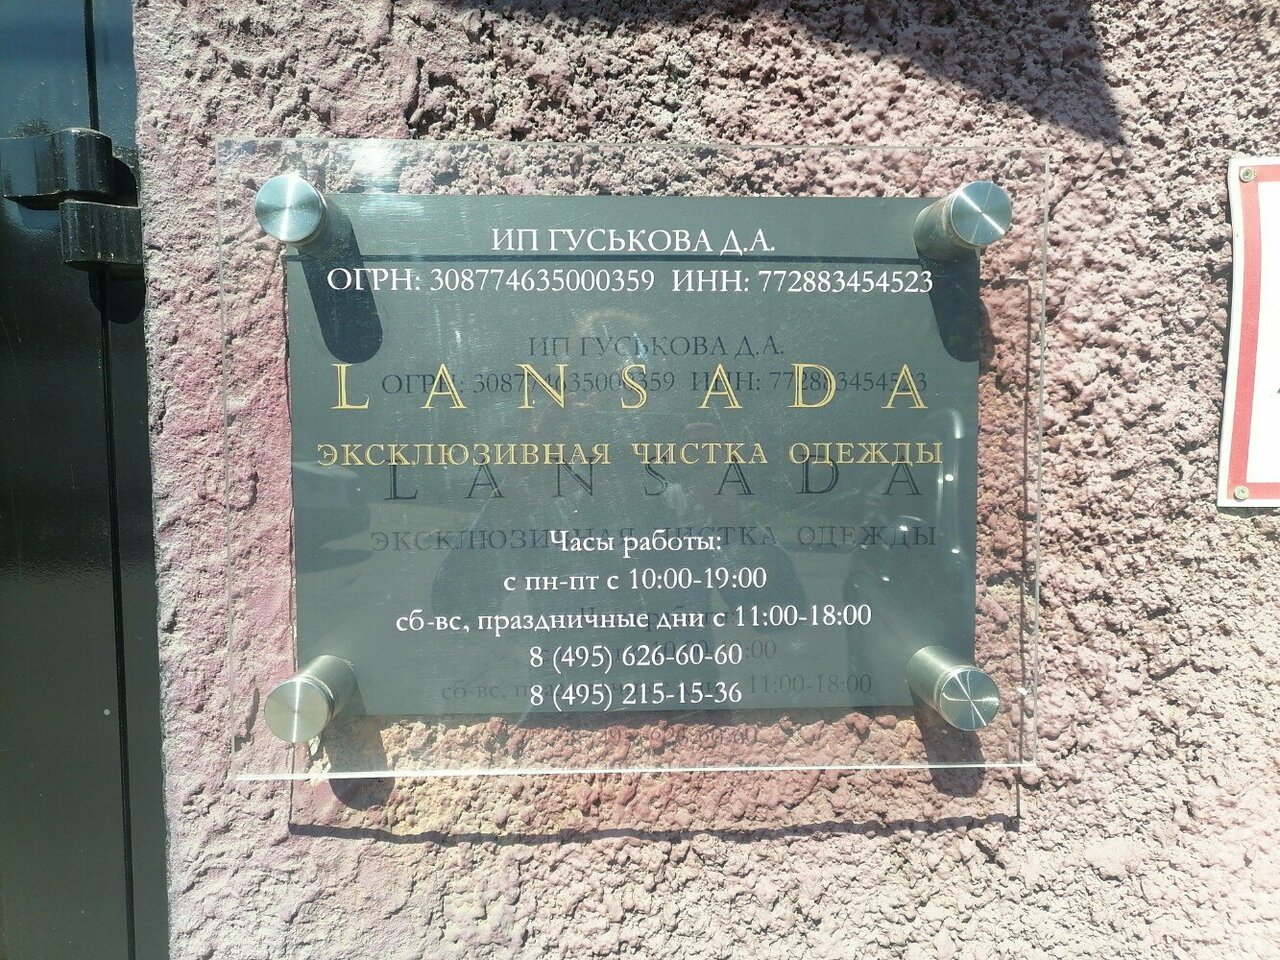 ИП ГУСЬКОВА Д.А.
ОГРН: 308774635000359 ИНН: 772883454523
LANSADA
ЭКСКЛЮЗИВНАЯ ЧИСТКА ОДЕЖДЫ
Часы работы:
с пн-пт с 10:00-19:00
сб-вс, праздничные дни с 11:00-18:00
8 (495) 626-60-60
8 (495) 215-15-36